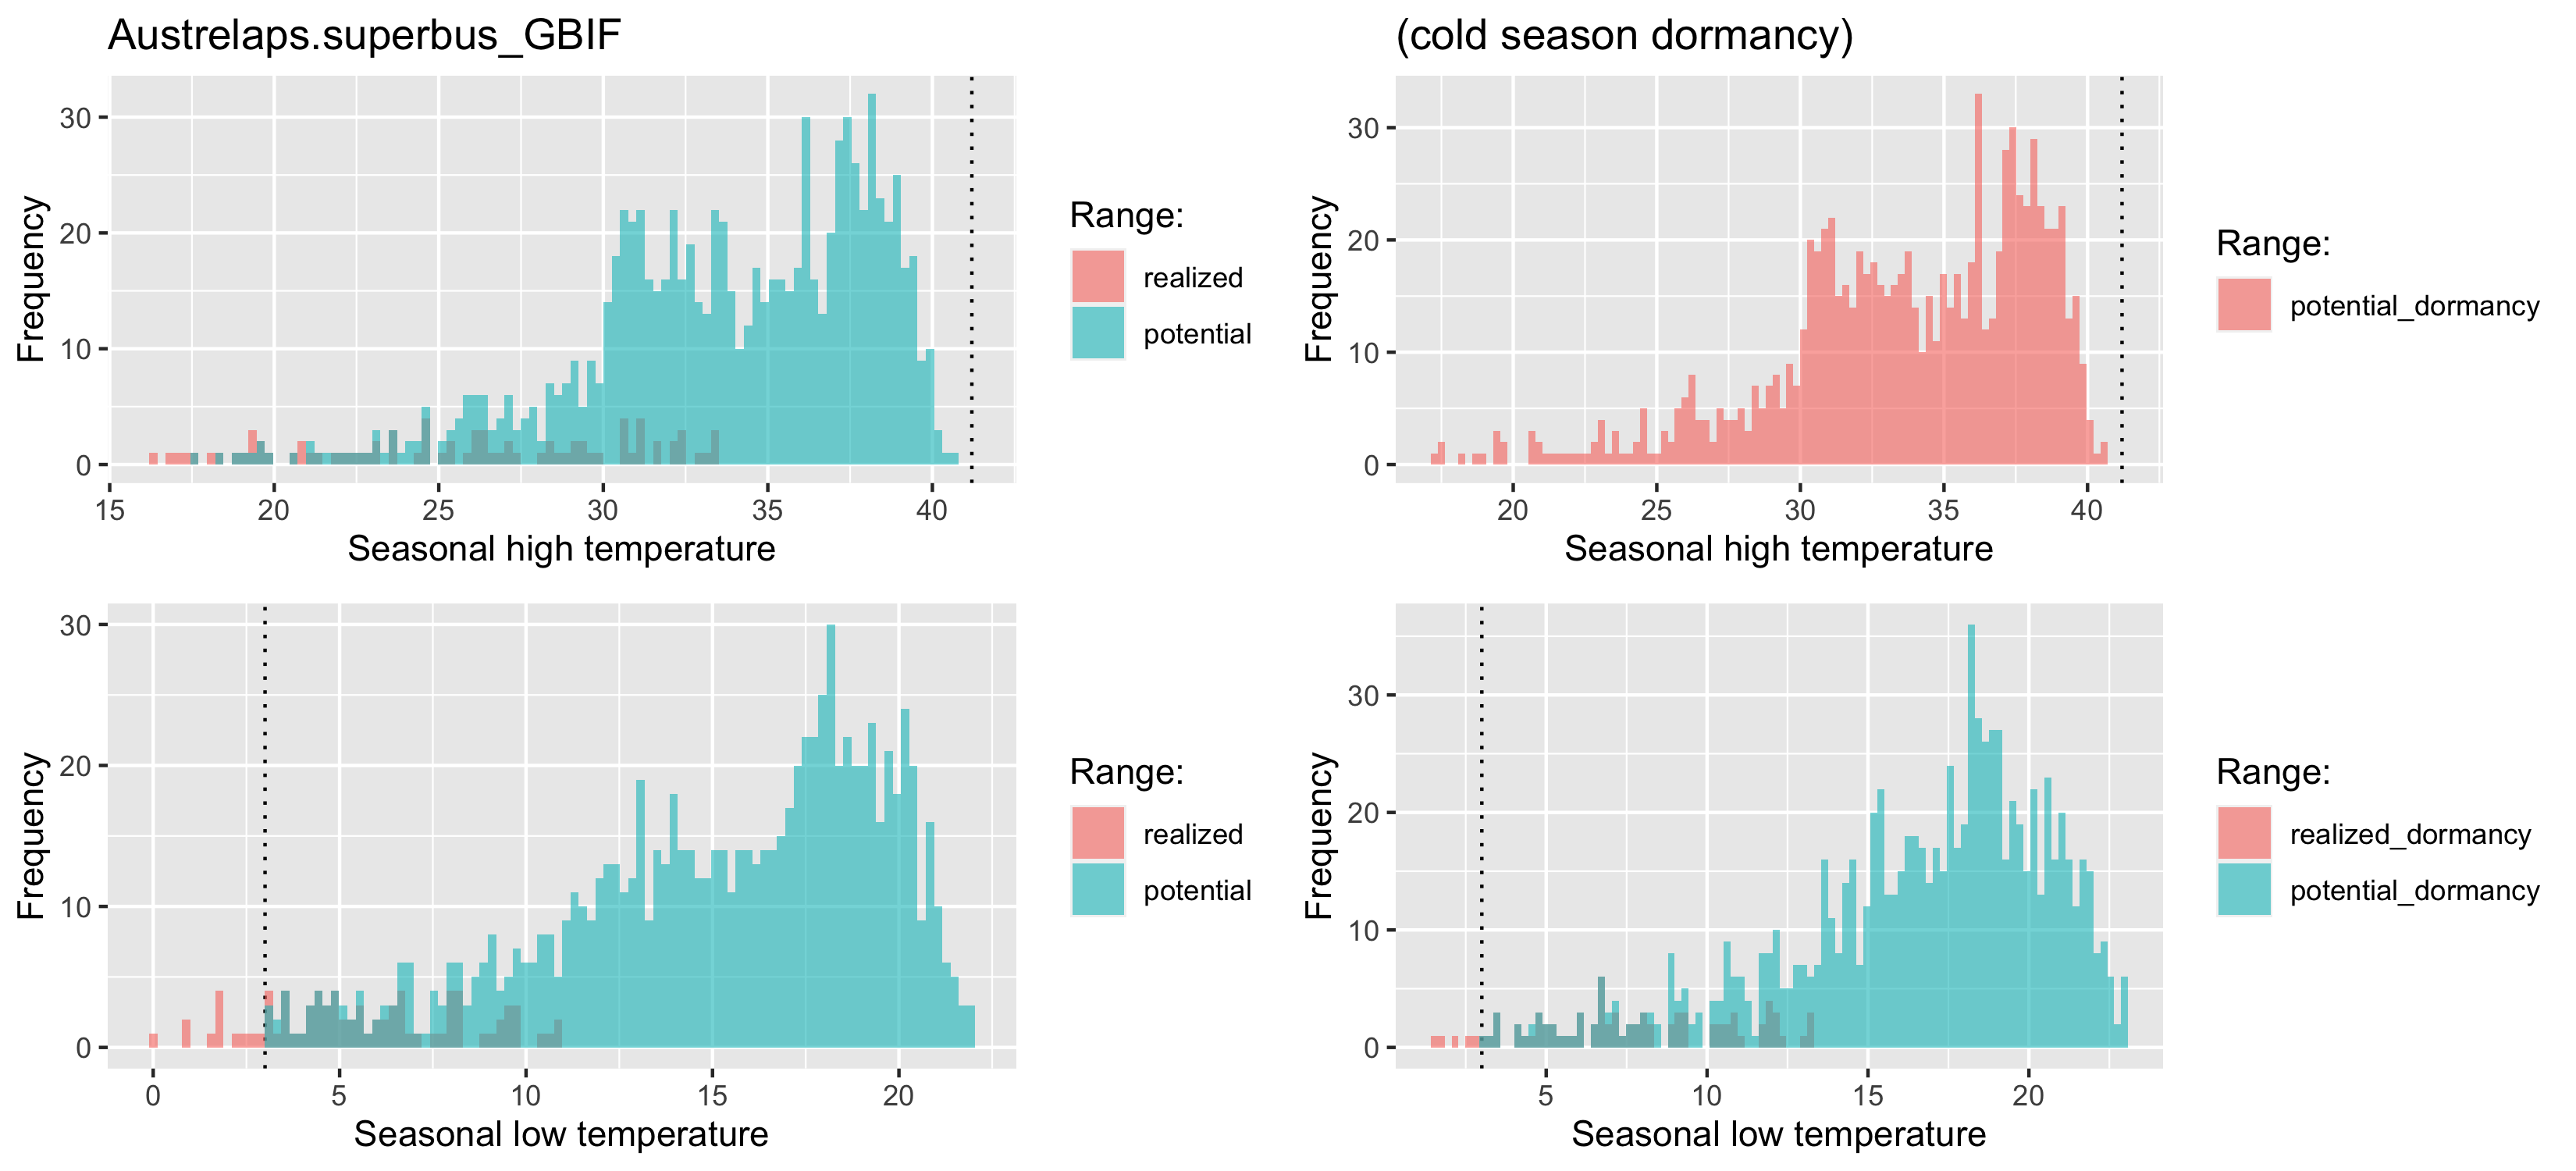 Austrelaps.superbus_GBIF
(cold season dormancy)
Frequency
30
20
10
0
15 20 25 30 35 40
Seasonal high temperature
Range:
realized
potential
Frequency
30
20
10
0
20 25 30 35 40
Seasonal high temperature
Range:
potential_dormancy
Frequency
30
20
10
0
0 5 10 15 20
Seasonal low temperature
Range:
realized
potential
Frequency
30
20
10
0
5 10 15 20
Seasonal low temperature
Range:
realized_dormancy
potential_dormancy